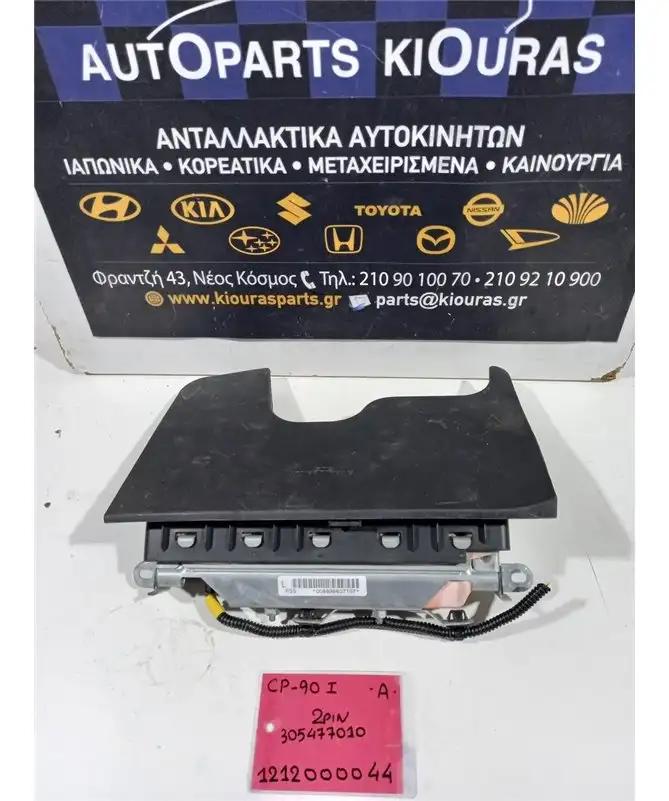 AUTOPARTS KIOURAS
ΑΝΤΑΛΛΑΚΤΙΚΑ ΑΥΤΟΚΙΝΗΤΩΝ
ΙΑΠΩΝΙΚΑ • ΚΟΡΕΑΤΙΚΑ • ΜΕΤΑΧΕΙΡΙΣΜΕΝΑ • ΚΑΙΝΟΥΡΓΙΑ
KIA TOYOTA NISSAN
Φραντζή 43, Νέος Κόσμος Τηλ.: 210 90 100 70 • 210 92 10 900
www.kiourasparts.gr parts@kiouras.gr
L
CP-90 I -A-
2PIN
305477010
1212000044